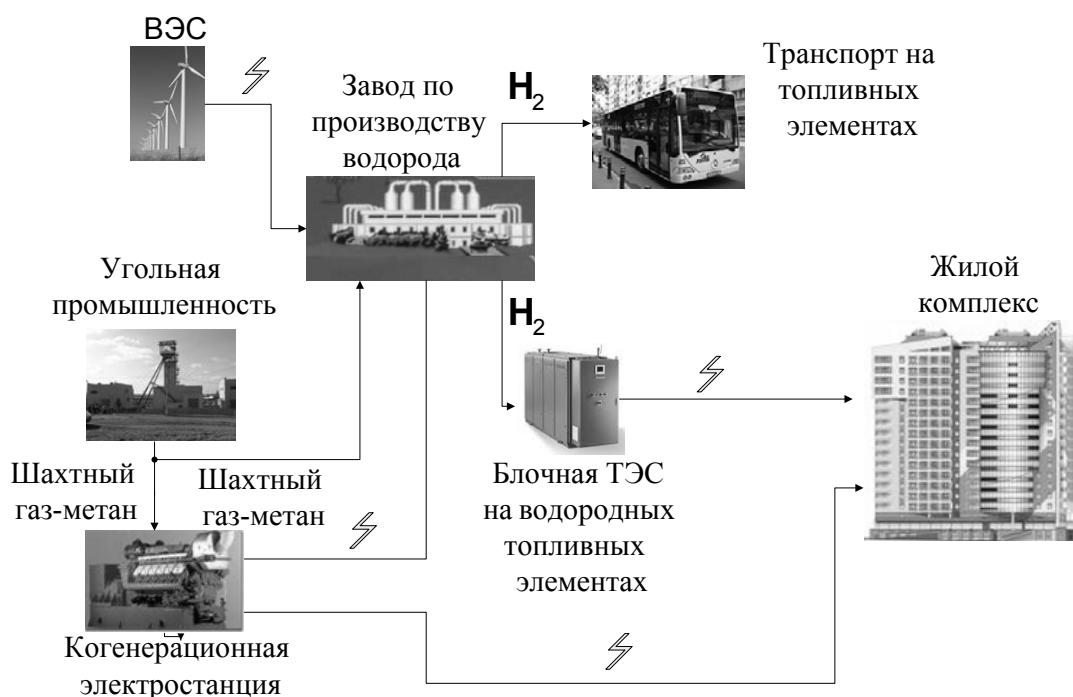 ВЭС
Завод по
производству
водорода
H2
Транспорт на
топливных
элементах
Угольная
промышленность
H2
Жилой
комплекс
Шахтный
газ-метан
Шахтный
газ-метан
Блочная ТЭС
на водородных
топливных
элементах
Когенерационная
электростанция